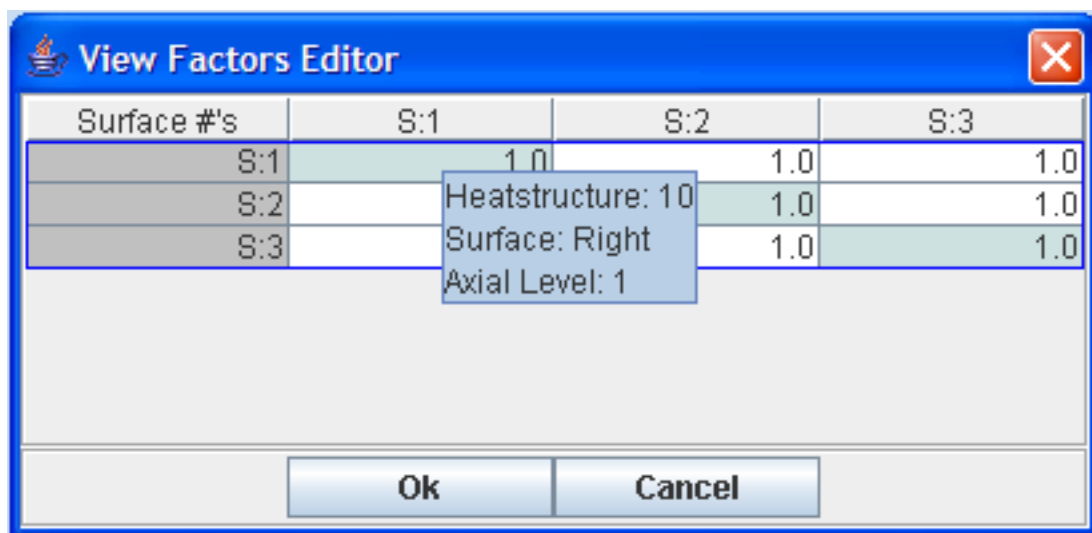 View Factors Editor
Surface #'s S:1 S:2 S:3
S:1 1.0 1.0 1.0
S:2 1.0 1.0
S:3 1.0 1.0
Heatstructure: 10
Surface: Right
Axial Level: 1
Ok Cancel